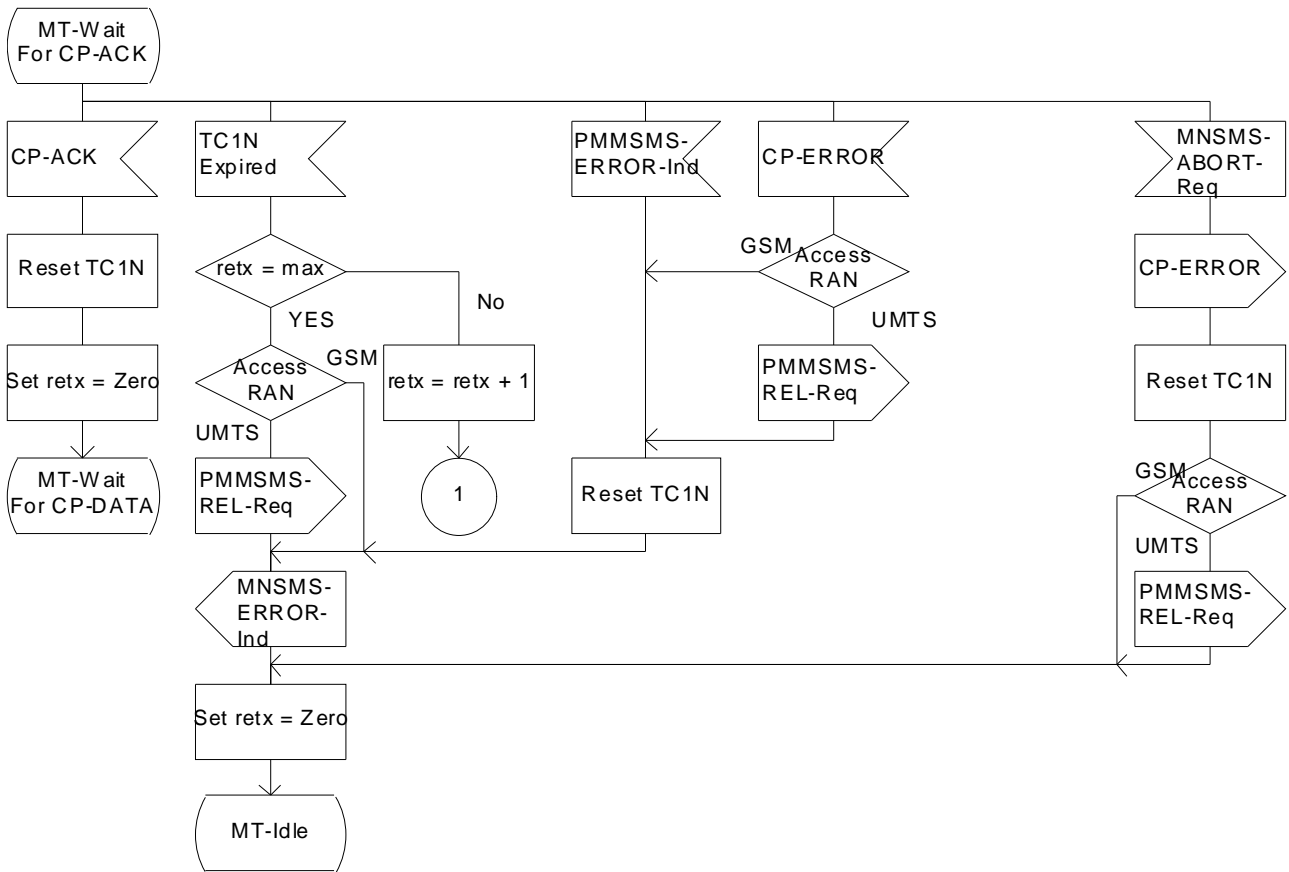 MT-Wait
For CP-ACK
CP-ACK
TC1N
Expired
PMMSMS-
ERROR-Ind
CP-ERROR
MNSMS-
ABORT-
Req
Reset TC1N
retx = max
No
YES
GSM
Access
RAN
UMTS
CP-ERROR
Set retx = Zero
Access
RAN
GSM
UMTS
retx = retx + 1
PMMSMS-
REL-Req
Reset TC1N
MT-Wait
For CP-DATA
PMMSMS-
REL-Req
1
Reset TC1N
GSM
Access
RAN
UMTS
MNSMS-
ERROR-
Ind
PMMSMS-
REL-Req
Set retx = Zero
MT-Idle